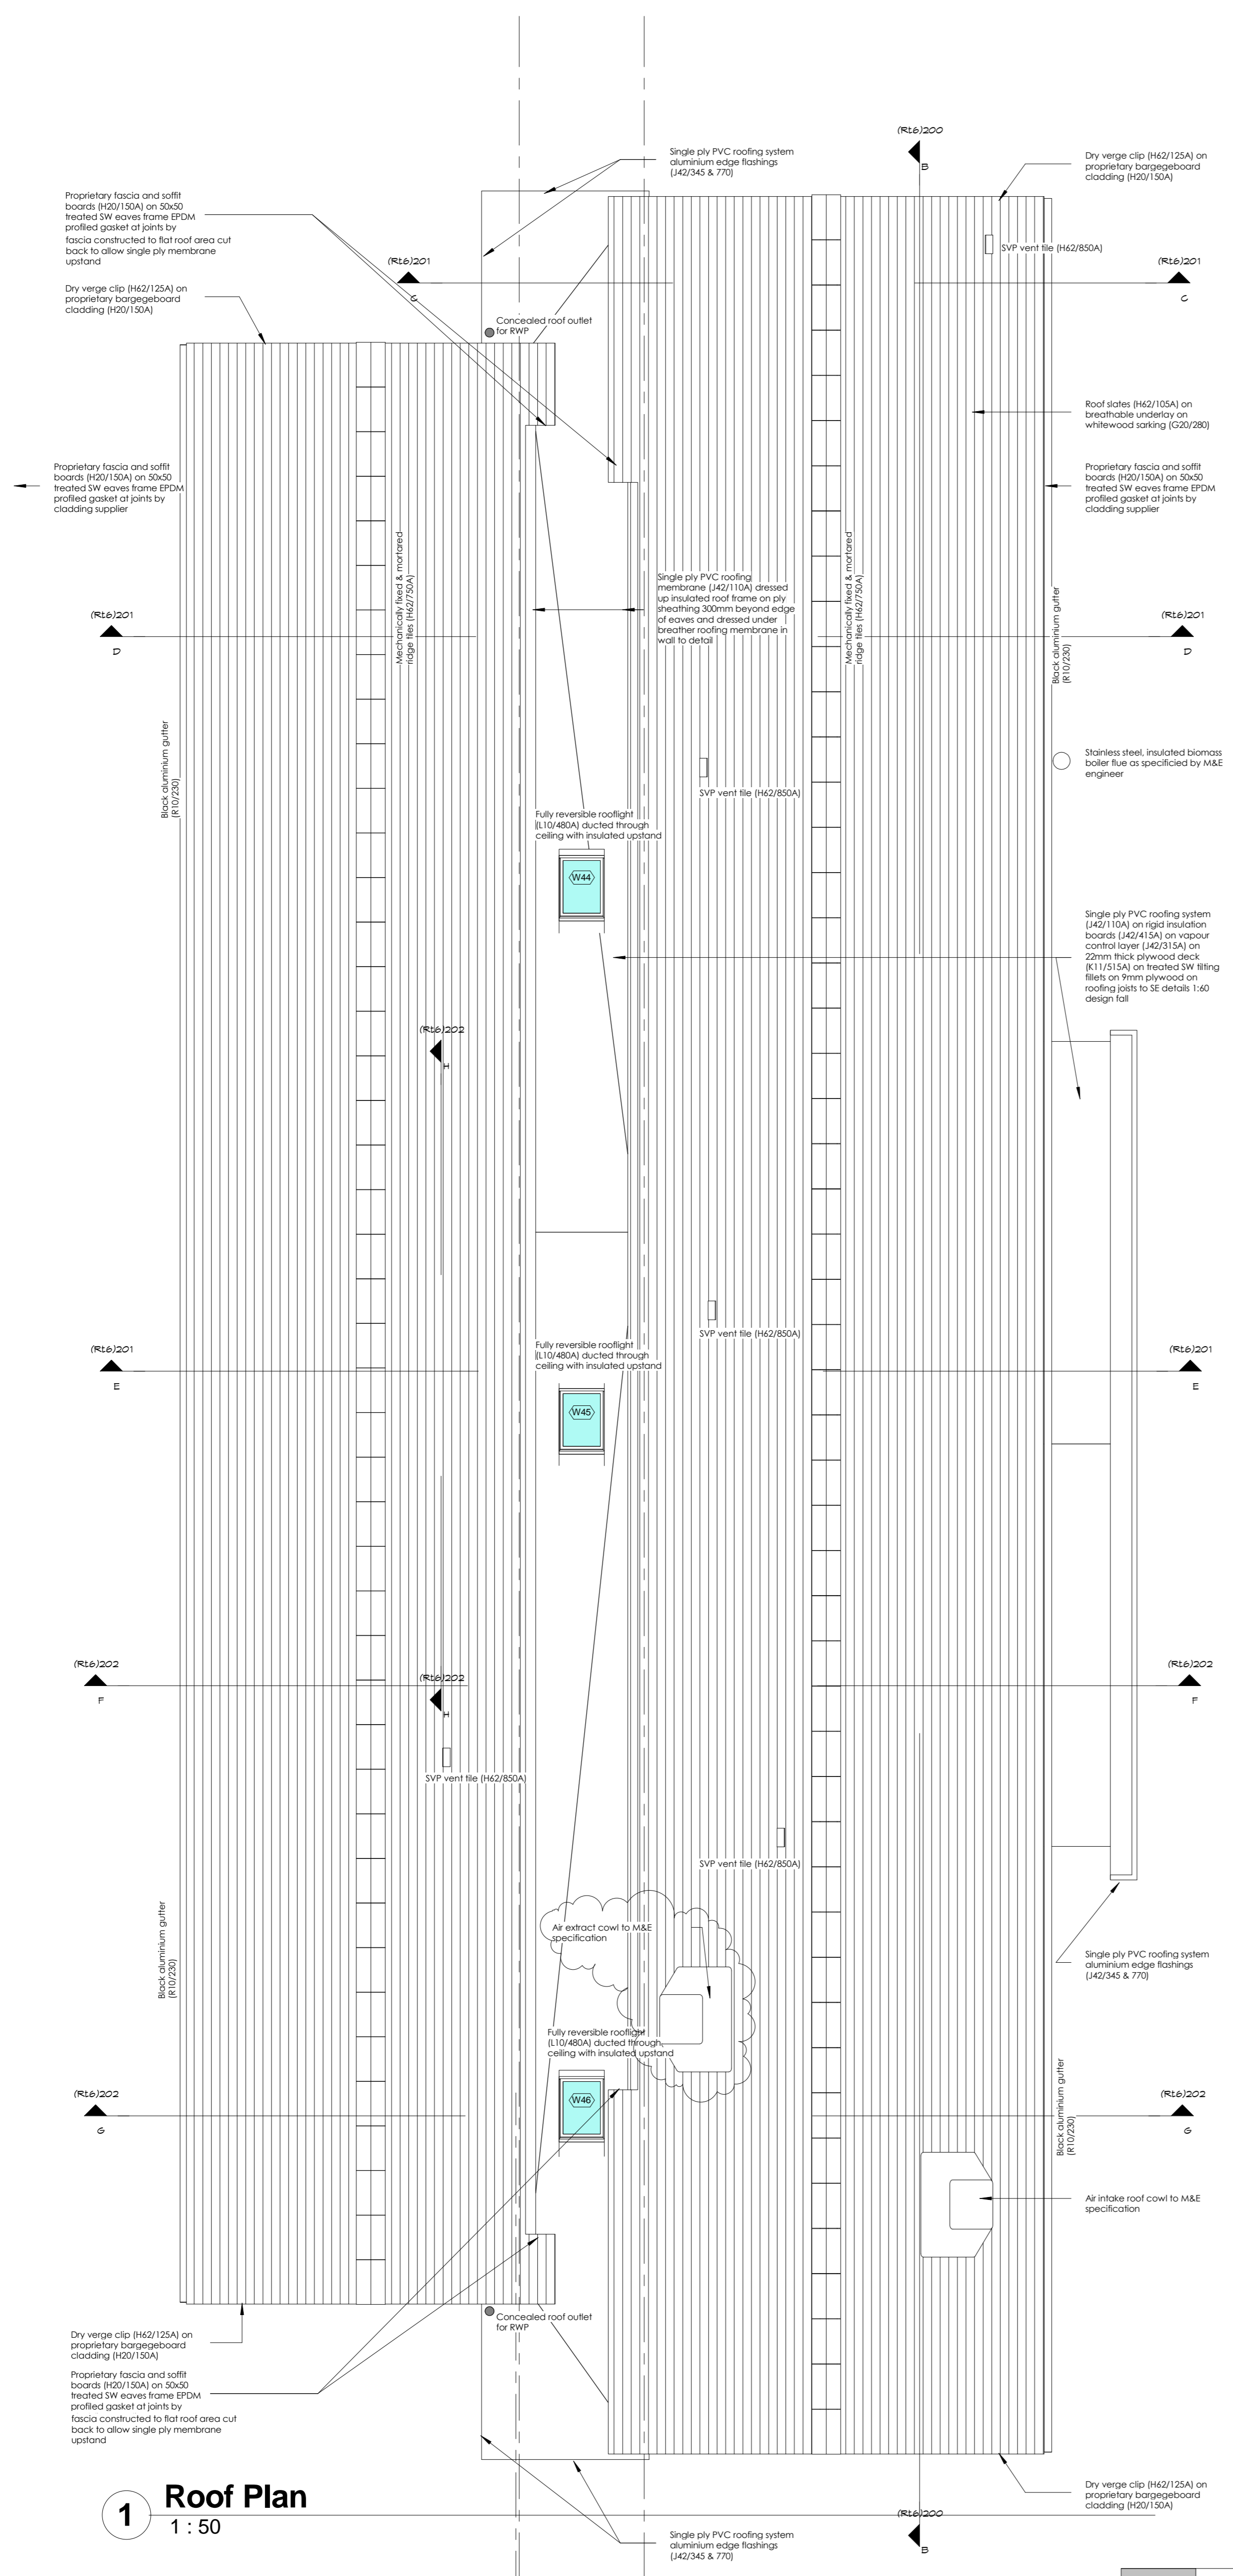 (Rt6)200
B
Single ply PVC roofing system
aluminium edge flashings
(J42/345 & 770)
Dry verge clip (H62/125A) on
proprietary bargegeboard
cladding (H20/150A)
Proprietary fascia and soffit
boards (H20/150A) on 50x50
treated SW eaves frame EPDM
profiled gasket at joints by
fascia constructed to flat roof area cut
back to allow single ply membrane
upstand
SVP vent tile (H62/850A)
(Rt6)201
C
(Rt6)201
C
Dry verge clip (H62/125A) on
proprietary bargegeboard
cladding (H20/150A)
Concealed roof outlet
for RWP
Roof slates (H62/105A) on
breathable underlay on
whitewood sarking (G20/280)
Proprietary fascia and soffit
boards (H20/150A) on 50x50
treated SW eaves frame EPDM
profiled gasket at joints by
cladding supplier
Proprietary fascia and soffit
boards (H20/150A) on 50x50
treated SW eaves frame EPDM
profiled gasket at joints by
cladding supplier
Mechanically fixed & mortared
ridge tiles (H62/750A)
Single ply PVC roofing
membrane (J42/110A) dressed
up insulated roof frame on ply
sheathing 300mm beyond edge
of eaves and dressed under
breather roofing membrane in
wall to detail
Mechanically fixed & mortared
ridge tiles (H62/750A)
Black aluminium gutter
(R10/230)
(Rt6)201
D
(Rt6)201
D
Black aluminium gutter
(R10/230)
Stainless steel, insulated biomass
boiler flue as specificied by M&E
engineer
SVP vent tile (H62/850A)
Fully reversible rooflight
(L10/480A) ducted through
ceiling with insulated upstand
W44
Single ply PVC roofing system
(J42/110A) on rigid insulation
boards (J42/415A) on vapour
control layer (J42/315A) on
22mm thick plywood deck
(K11/515A) on treated SW tilting
fillets on 9mm plywood on
roofing joists to SE details 1:60
design fall
(Rt6)202
H
SVP vent tile (H62/850A)
Fully reversible rooflight
(L10/480A) ducted through
ceiling with insulated upstand
(Rt6)201
E
(Rt6)201
E
W45
(Rt6)202
F
(Rt6)202
H
(Rt6)202
F
SVP vent tile (H62/850A)
SVP vent tile (H62/850A)
Black aluminium gutter
(R10/230)
Air extract cowl to M&E
specification
Single ply PVC roofing system
aluminium edge flashings
(J42/345 & 770)
Fully reversible rooflight
(L10/480A) ducted through
ceiling with insulated upstand
W46
Black aluminium gutter
(R10/230)
(Rt6)202
G
(Rt6)202
G
Air intake roof cowl to M&E
specification
Concealed roof outlet
for RWP
Dry verge clip (H62/125A) on
proprietary bargegeboard
cladding (H20/150A)
Proprietary fascia and soffit
boards (H20/150A) on 50x50
treated SW eaves frame EPDM
profiled gasket at joints by
fascia constructed to flat roof area cut
back to allow single ply membrane
upstand
Dry verge clip (H62/125A) on
proprietary bargegeboard
cladding (H20/150A)
1 Roof Plan
1 : 50
(Rt6)200
B
Single ply PVC roofing system
aluminium edge flashings
(J42/345 & 770)